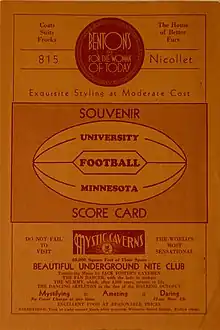 Coats
Suits
Frocks
BENTON'S
FOR THE WOMAN
OF TODAY
The Home
of Better
Furs
815
Nicollet
Exquisite Styling at Moderate Cost
SOUVENIR
UNIVERSITY
FOOTBALL
MINNESOTA
SCORE CARD
DO NOT FAIL
TO
VISIT
MYSTIC CAVERNS
THE WORLD'S
MOST
SENSATIONAL
BEAUTIFUL UNDERGROUND NITE CLUB
Mystifying
Amazing
Daring